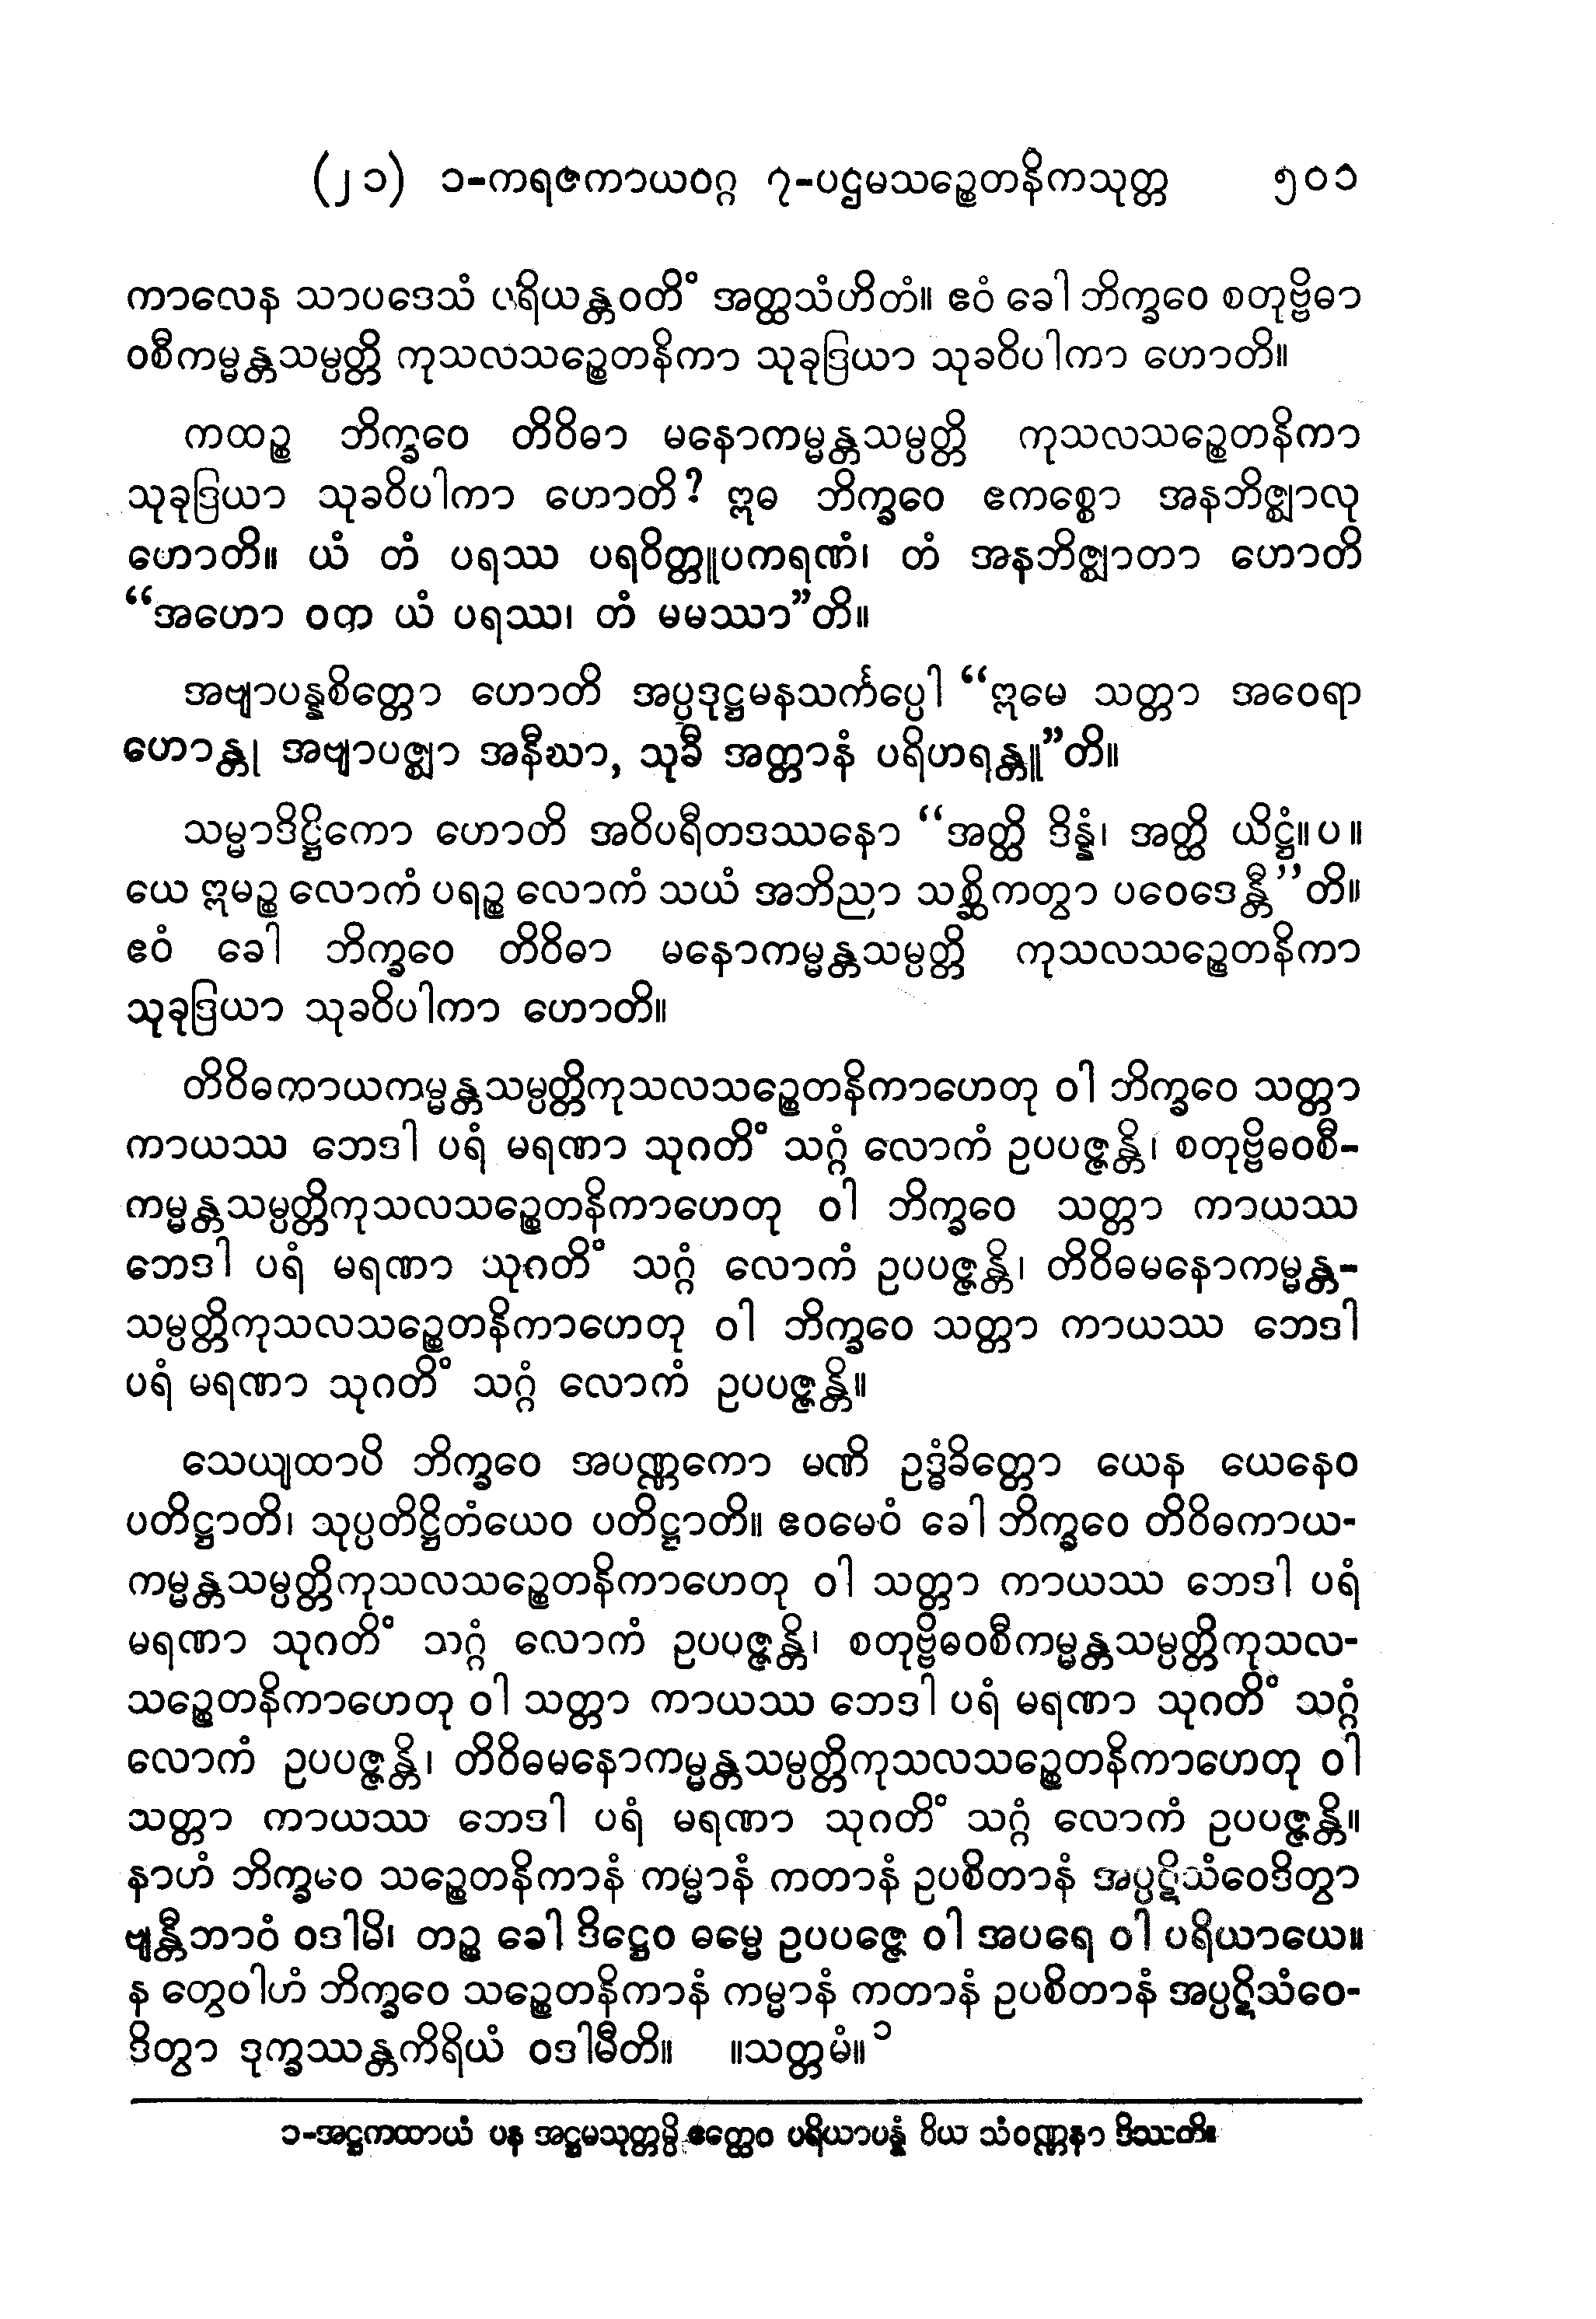 (၂၁) ၁-ကရဇကာယဝဂ္ဂ ၇-ပဌမသဉ္စေတနိကသုတ္တ ၅၀၁
ကာလေန သာပဒေသံ ပရိယန္တဝတိံ အတ္ထသံဟိတံ။ ဧဝံ ခေါ ဘိက္ခဝေ စတုဗ္ဗိဓာ
ဝစီကမ္မန္တသမ္ပတ္တိ ကုသလသဉ္စေတနိကာ သုခုဒြယာ သုခဝိပါကာ ဟောတိ။
ကထဉ္စ ဘိက္ခဝေ တိဝိဓာ မနောကမ္မန္တသမ္ပတ္တိ ကုသလသဉ္စေတနိကာ
သုခုဒြယာ သုခဝိပါကာ ဟောတိ? ဣဓ ဘိက္ခဝေ ဧကစ္စော အနဘိဇ္ဈာလု
ဟောတိ။ ယံ တံ ပရဿ ပရဝိတ္တူပကရဏံ၊ တံ အနဘိဇ္ဈာတာ ဟောတိ
“အဟော ဝတ ယံ ပရဿ၊ တံ မမဿာ”တိ။
အဗျာပန္နစိတ္တော ဟောတိ အပ္ပဒုဋ္ဌမနသင်္ကပ္ပေါ “ဣမေ သတ္တာ အဝေရာ
ဟောန္တု အဗျာပဇ္ဈာ အနီဃာ, သုခီ အတ္တာနံ ပရိဟရန္တူ”တိ။
သမ္မာဒိဋ္ဌိကော ဟောတိ အဝိပရီတဒဿနော “အတ္ထိ ဒိန္နံ၊ အတ္ထိ ယိဋ္ဌံ။ပ။
ယေ ဣမဉ္စ လောကံ ပရဉ္စ လောကံ သယံ အဘိညာ သစ္ဆိကတွာ ပဝေဒေန္တီ”တိ။
ဧဝံ ခေါ ဘိက္ခဝေ တိဝိဓာ မနောကမ္မန္တသမ္ပတ္တိ ကုသလသဉ္စေတနိကာ
သုခုဒြယာ သုခဝိပါကာ ဟောတိ။
တိဝိဓကာယကမ္မန္တသမ္ပတ္တိကုသလသဉ္စေတနိကာဟေတု ဝါ ဘိက္ခဝေ သတ္တာ
ကာယဿ ဘေဒါ ပရံ မရဏာ သုဂတိံ သဂ္ဂံ လောကံ ဥပပဇ္ဇန္တိ၊ စတုဗ္ဗိဓဝစီ-
ကမ္မန္တသမ္ပတ္တိကုသလသဉ္စေတနိကာဟေတု ဝါ ဘိက္ခဝေ သတ္တာ ကာယဿ
ဘေဒါ ပရံ မရဏာ သုဂတိံ သဂ္ဂံ လောကံ ဥပပဇ္ဇန္တိ၊ တိဝိဓမနောကမ္မန္တ-
သမ္ပတ္တိကုသလသဉ္စေတနိကာဟေတု ဝါ ဘိက္ခဝေ သတ္တာ ကာယဿ ဘေဒါ
ပရံ မရဏာ သုဂတိံ သဂ္ဂံ လောကံ ဥပပဇ္ဇန္တိ။
သေယျထာပိ ဘိက္ခဝေ အပဏ္ဏကော မဏိ ဥဒ္ဓံခိတ္တော ယေန ယေနေဝ
ပတိဋ္ဌာတိ၊ သုပ္ပတိဋ္ဌိတံယေဝ ပတိဋ္ဌာတိ။ ဧဝမေဝံ ခေါ ဘိက္ခဝေ တိဝိဓကာယ-
ကမ္မန္တသမ္ပတ္တိကုသလသဉ္စေတနိကာဟေတု ဝါ သတ္တာ ကာယဿ ဘေဒါ ပရံ
မရဏာ သုဂတိံ သဂ္ဂံ လောကံ ဥပပဇ္ဇန္တိ၊ စတုဗ္ဗိဓဝစီကမ္မန္တသမ္ပတ္တိကုသလ-
သဉ္စေတနိကာဟေတု ဝါ သတ္တာ ကာယဿ ဘေဒါ ပရံ မရဏာ သုဂတိံ သဂ္ဂံ
လောကံ ဥပပဇ္ဇန္တိ၊ တိဝိဓမနောကမ္မန္တသမ္ပတ္တိကုသလသဉ္စေတနိကာဟေတု ဝါ
သတ္တာ ကာယဿ ဘေဒါ ပရံ မရဏာ သုဂတိံ သဂ္ဂံ လောကံ ဥပပဇ္ဇန္တိ။
နာဟံ ဘိက္ခဝေ သဉ္စေတနိကာနံ ကမ္မာနံ ကတာနံ ဥပစိတာနံ အပ္ပဋိသံဝေဒိတွာ
ဗျန္တီဘာဝံ ဝဒါမိ၊ တဉ္စ ခေါ ဒိဋ္ဌေဝ ဓမ္မေ ဥပပဇ္ဇေ ဝါ အပရေ ဝါ ပရိယာယေ။
န တွေဝါဟံ ဘိက္ခဝေ သဉ္စေတနိကာနံ ကမ္မာနံ ကတာနံ ဥပစိတာနံ အပ္ပဋိသံဝေ-
ဒိတွာ ဒုက္ခဿန္တကိရိယံ ဝဒါမီတိ။ ။သတ္တမံ။၁
၁-အဋ္ဌကထာယံ ပန အဋ္ဌမသုတ္တမ္ပိ ဧတ္ထေဝ ပရိယာပန္နံ ဝိယ သံဝဏ္ဏနာ ဒိဿတိ။